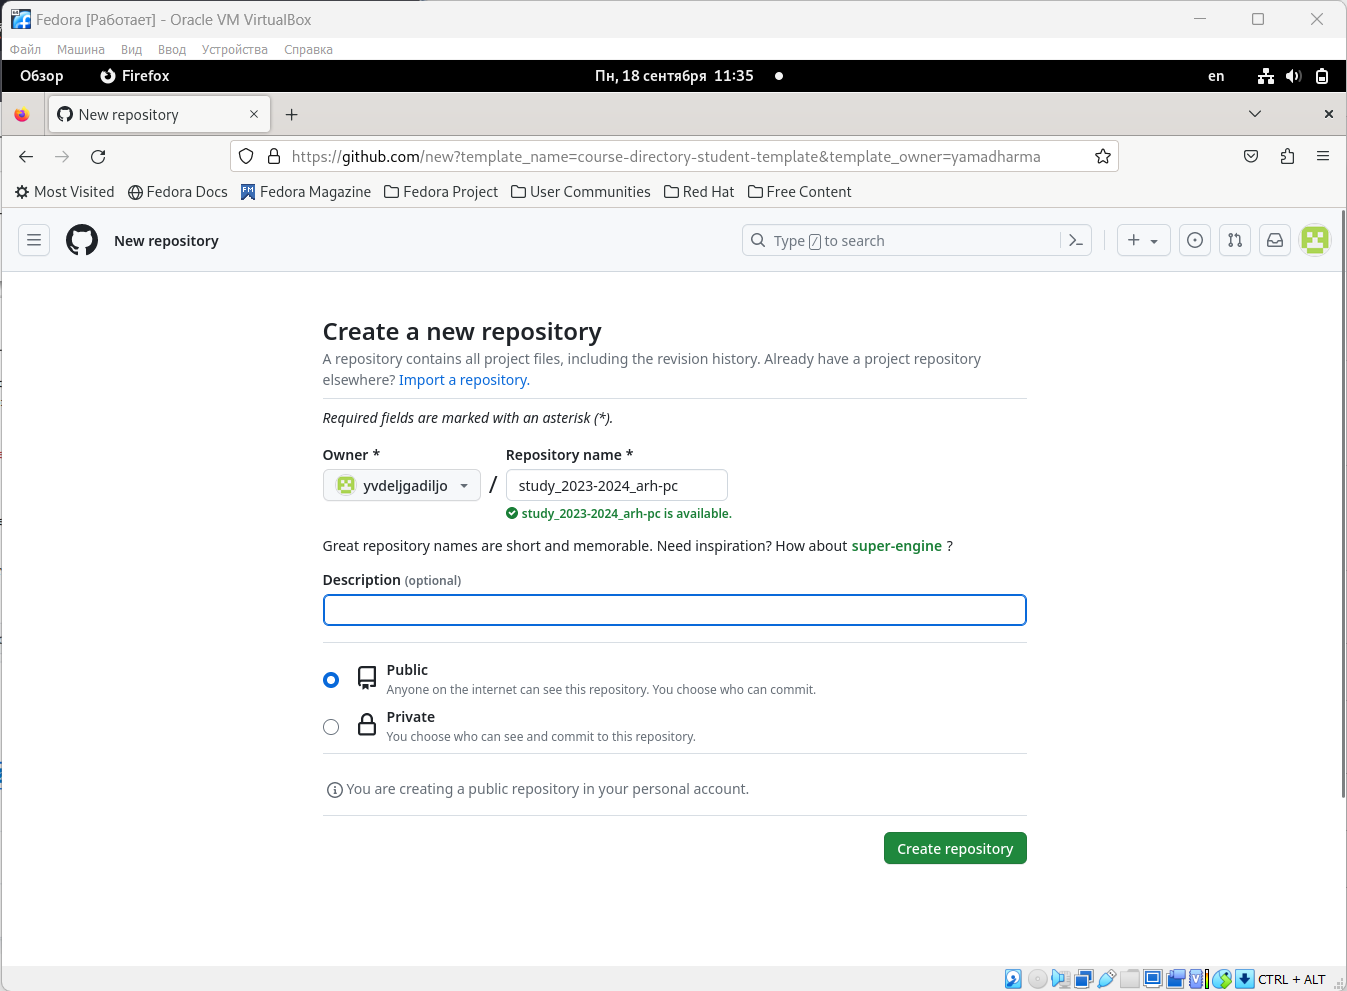 Fedora [Работает] - Oracle VM VirtualBox
Файл Машина Вид Ввод Устройства Справка
Обзор Firefox Пн, 18 сентября 11:35 en
New repository
https://github.com/new?template_name=course-directory-student-template&template_owner=yamadharma
Most Visited Fedora Docs Fedora Magazine Fedora Project User Communities Red Hat Free Content
New repository Type / to search
Create a new repository
A repository contains all project files, including the revision history. Already have a project repository
elsewhere? Import a repository.
Required fields are marked with an asterisk (*).
Owner * Repository name *
yvdeljgadiljo / study_2023-2024_arh-pc
study_2023-2024_arh-pc is available.
Great repository names are short and memorable. Need inspiration? How about super-engine ?
Description (optional)
Public
Anyone on the internet can see this repository. You choose who can commit.
Private
You choose who can see and commit to this repository.
You are creating a public repository in your personal account.
Create repository
CTRL + ALT